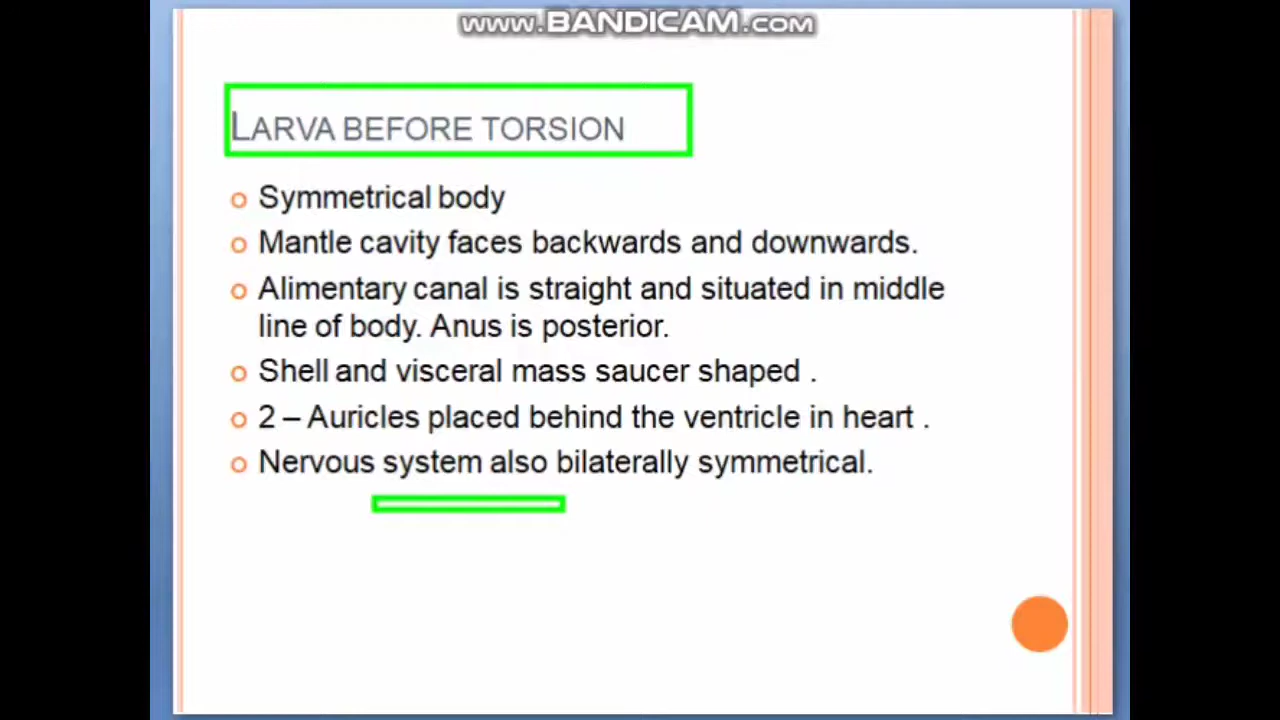 www.BANDICAM.com
LARVA BEFORE TORSION
Symmetrical body
Mantle cavity faces backwards and downwards.
Alimentary canal is straight and situated in middle
line of body. Anus is posterior.
Shell and visceral mass saucer shaped .
2 – Auricles placed behind the ventricle in heart .
Nervous system also bilaterally symmetrical.